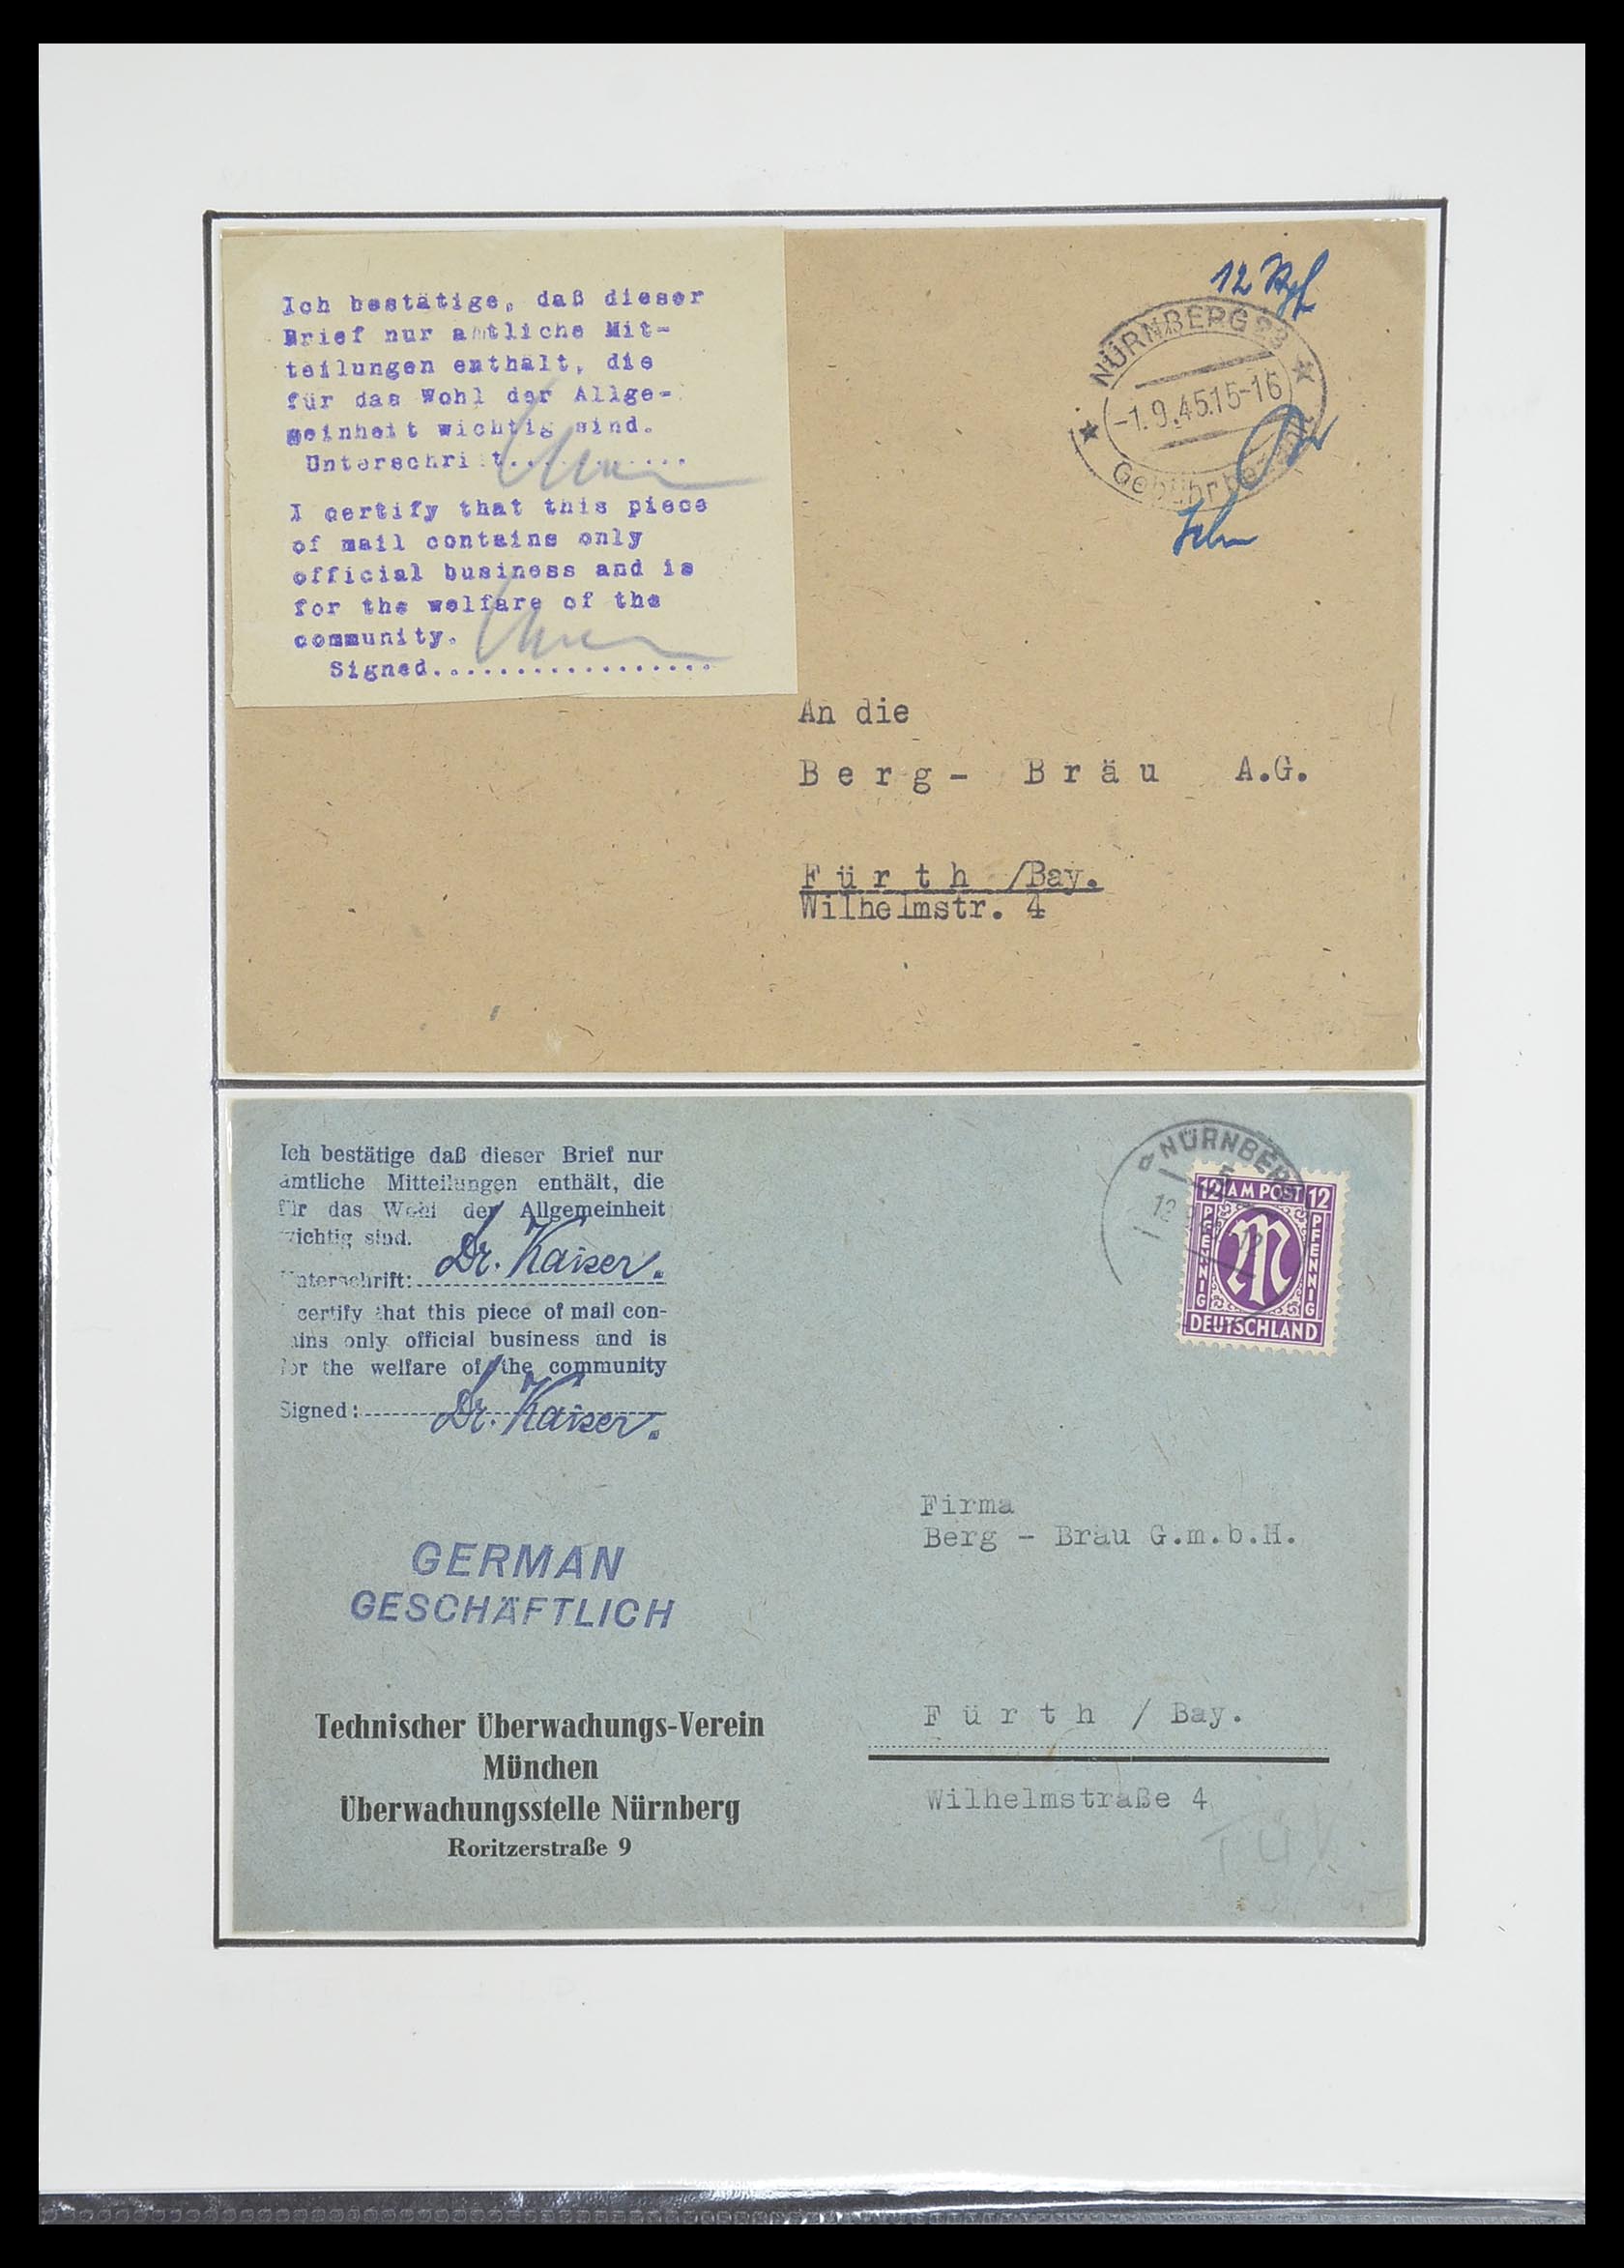 Ich bestätige, daß dieser
Brief nur amtliche Mit-
teilungen enthält, die
für das Wohl der Allge-
meinheit wichtig sind.
Unterschrift............
I certify that this piece
of mail contains only
official business and is
for the welfare of the
community.
Signed..................
12 Rpf
NÜRNBERG 23
-1.9.45.15-16
Gebühr bezahlt
An die
Berg- Bräu A.G.
Fürth /Bay.
Wilhelmstr. 4
Ich bestätige daß dieser Brief nur
amtliche Mitteilungen enthält, die
für das Wohl der Allgemeinheit
wichtig sind.
Unterschrift: Dr. Kaiser.
certify that this piece of mail con-
tains only official business and is
for the welfare of the community
Signed: Dr. Kaiser.
a NÜRNBERG
12
12
12 AM POST 12
PFENNIG
PFENNIG
M
DEUTSCHLAND
GERMAN
GESCHÄFTLICH
Firma
Berg - Bräu G.m.b.H.
Fürth / Bay.
Wilhelmstraße 4
Technischer Überwachungs-Verein
München
Überwachungsstelle Nürnberg
Roritzerstraße 9
TÜV